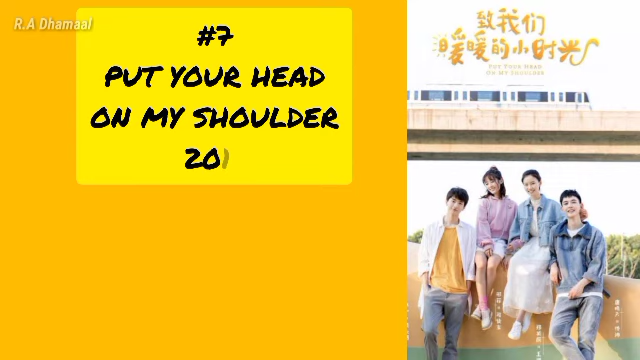 R.A Dhamaal
#7
PUT YOUR HEAD
ON MY SHOULDER
20
致我们
暖暖的小时光
PUT YOUR HEAD
ON MY SHOULDER